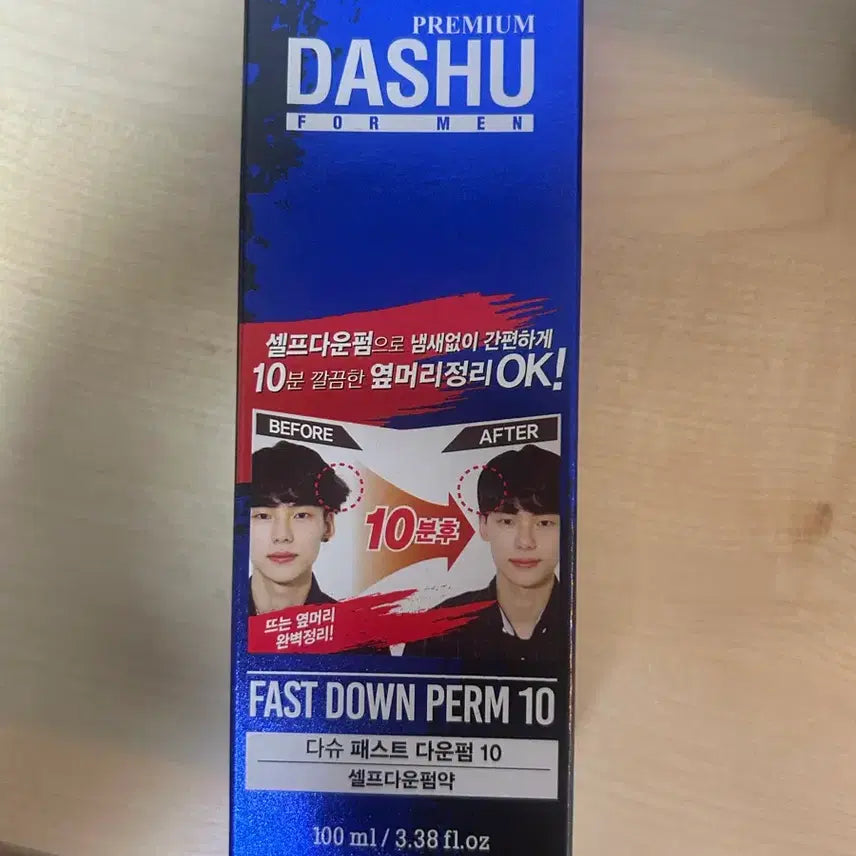 PREMIUM
DASHU
FOR MEN
셀프다운펌으로 냄새없이 간편하게
10분 깔끔한 옆머리정리 OK!
BEFORE
AFTER
10분후
뜨는 옆머리
완벽정리!
FAST DOWN PERM 10
다슈 패스트 다운펌 10
셀프다운펌약
100 ml / 3.38 fl.oz